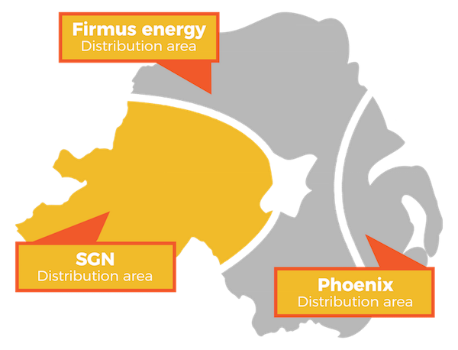 Firmus energy
Distribution area
SGN
Distribution area
Phoenix
Distribution area